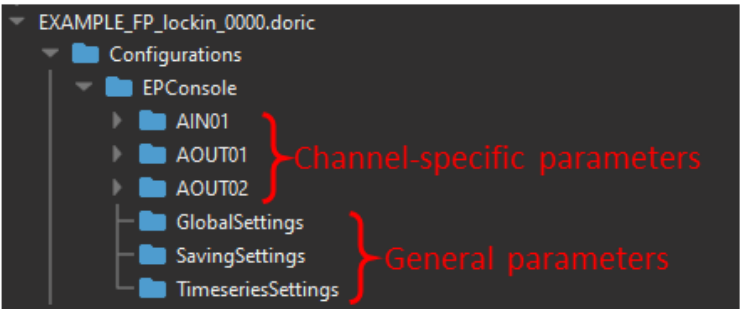 EXAMPLE_FP_lockin_0000.doric
Configurations
EPConsole
AIN01
AOUT01
AOUT02
Channel-specific parameters
GlobalSettings
SavingSettings
TimeseriesSettings
General parameters